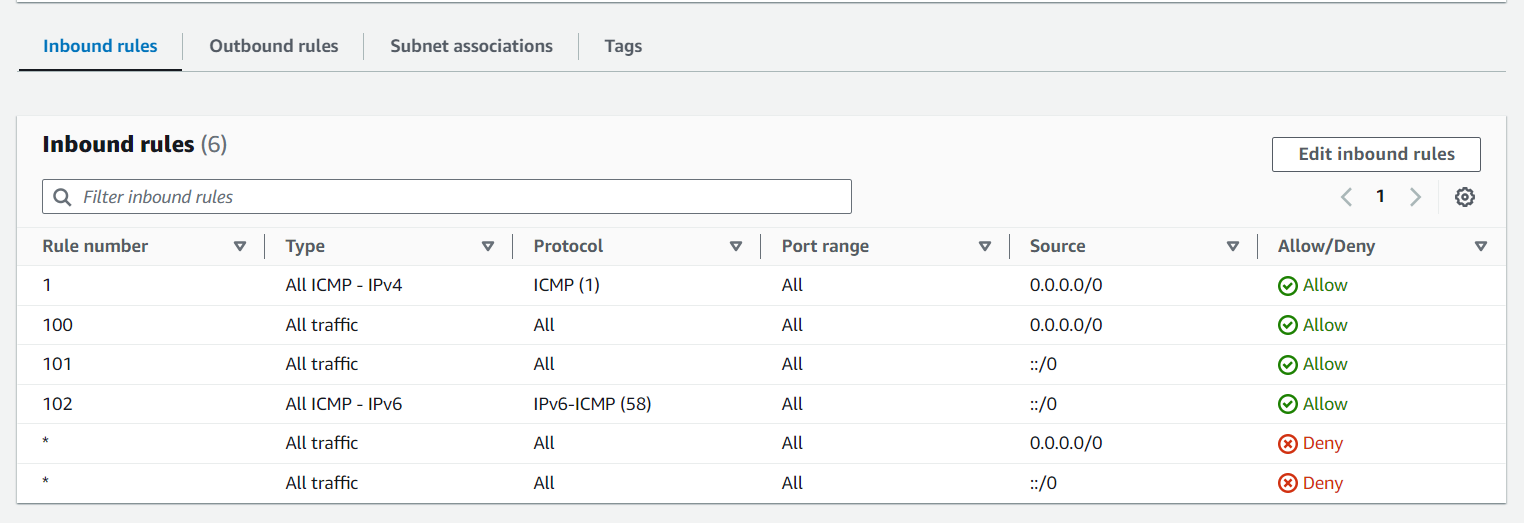 Inbound rules Outbound rules Subnet associations Tags
Inbound rules (6)
Edit inbound rules
Filter inbound rules
1
Rule number Type Protocol Port range Source Allow/Deny
1 All ICMP - IPv4 ICMP (1) All 0.0.0.0/0 Allow
100 All traffic All All 0.0.0.0/0 Allow
101 All traffic All All ::/0 Allow
102 All ICMP - IPv6 IPv6-ICMP (58) All ::/0 Allow
* All traffic All All 0.0.0.0/0 Deny
* All traffic All All ::/0 Deny